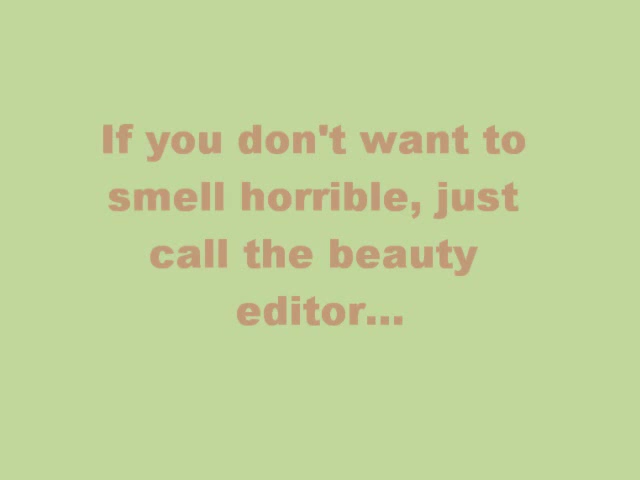 If you don't want to
smell horrible, just
call the beauty
editor...